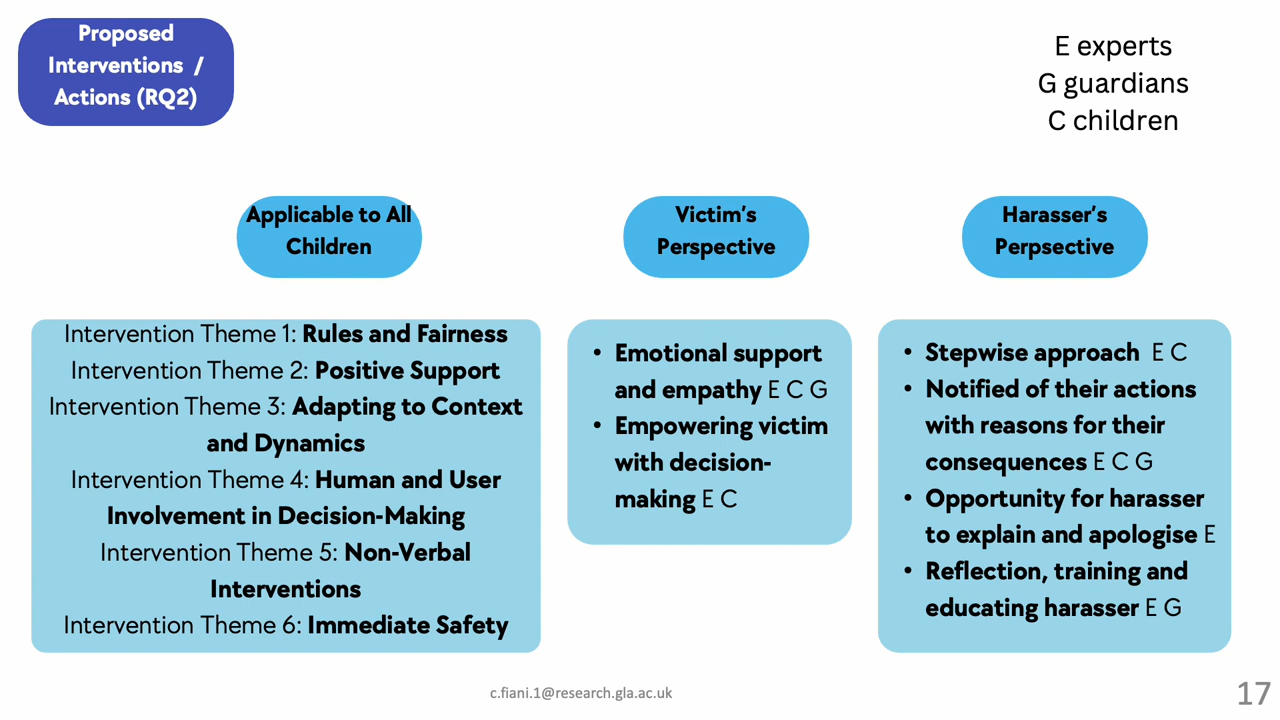 Proposed
Interventions /
Actions (RQ2)
E experts
G guardians
C children
Applicable to All
Children
Intervention Theme 1: Rules and Fairness
Intervention Theme 2: Positive Support
Intervention Theme 3: Adapting to Context
and Dynamics
Intervention Theme 4: Human and User
Involvement in Decision-Making
Intervention Theme 5: Non-Verbal
Interventions
Intervention Theme 6: Immediate Safety
Victim's
Perspective
• Emotional support
and empathy E C G
• Empowering victim
with decision-
making E C
Harasser's
Perpsective
• Stepwise approach E C
• Notified of their actions
with reasons for their
consequences E C G
• Opportunity for harasser
to explain and apologise E
• Reflection, training and
educating harasser E G
c.fiani.1@research.gla.ac.uk
17